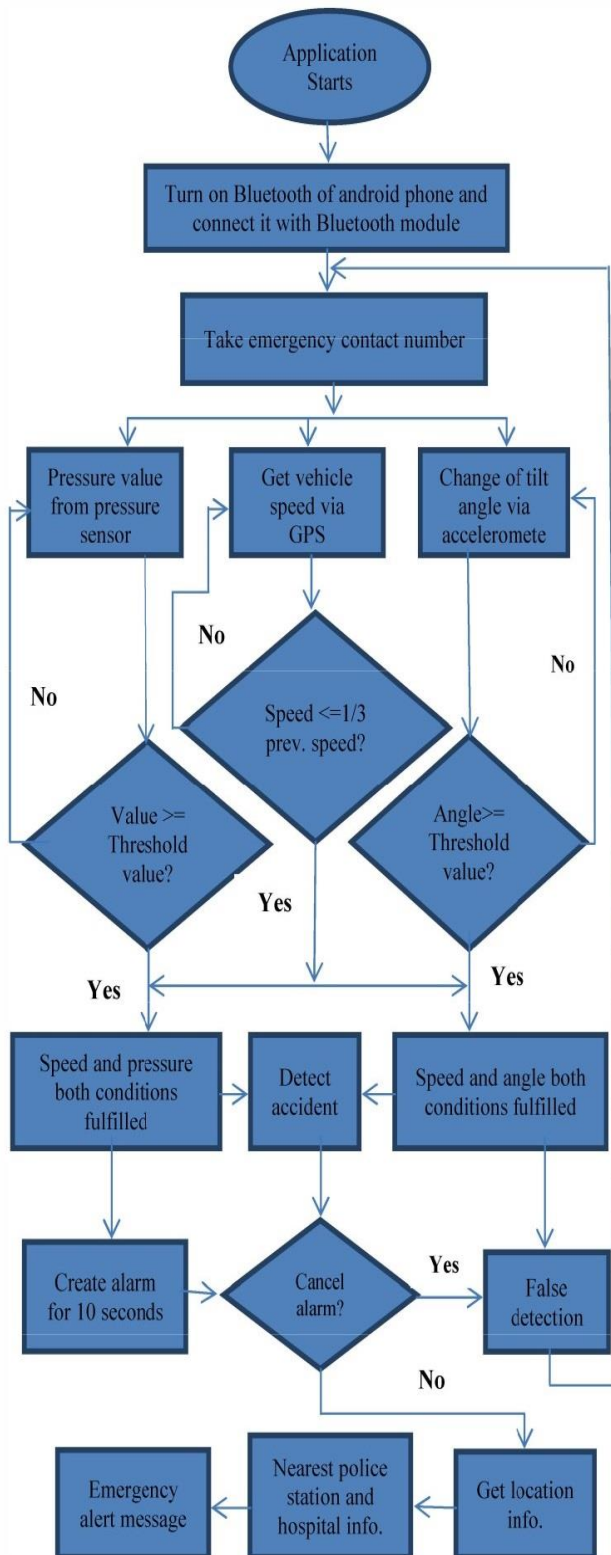 Application
Starts
Turn on Bluetooth of android phone and
connect it with Bluetooth module
Take emergency contact number
Pressure value
from pressure
sensor
Get vehicle
speed via
GPS
Change of tilt
angle via
acceleromete
No
No
No
Speed <=1/3
prev. speed?
Value >=
Threshold
value?
Angle>=
Threshold
value?
Yes
Yes
Yes
Speed and pressure
both conditions
fulfilled
Detect
accident
Speed and angle both
conditions fulfilled
Create alarm
for 10 seconds
Cancel
alarm?
Yes
False
detection
No
Emergency
alert message
Nearest police
station and
hospital info.
Get location
info.